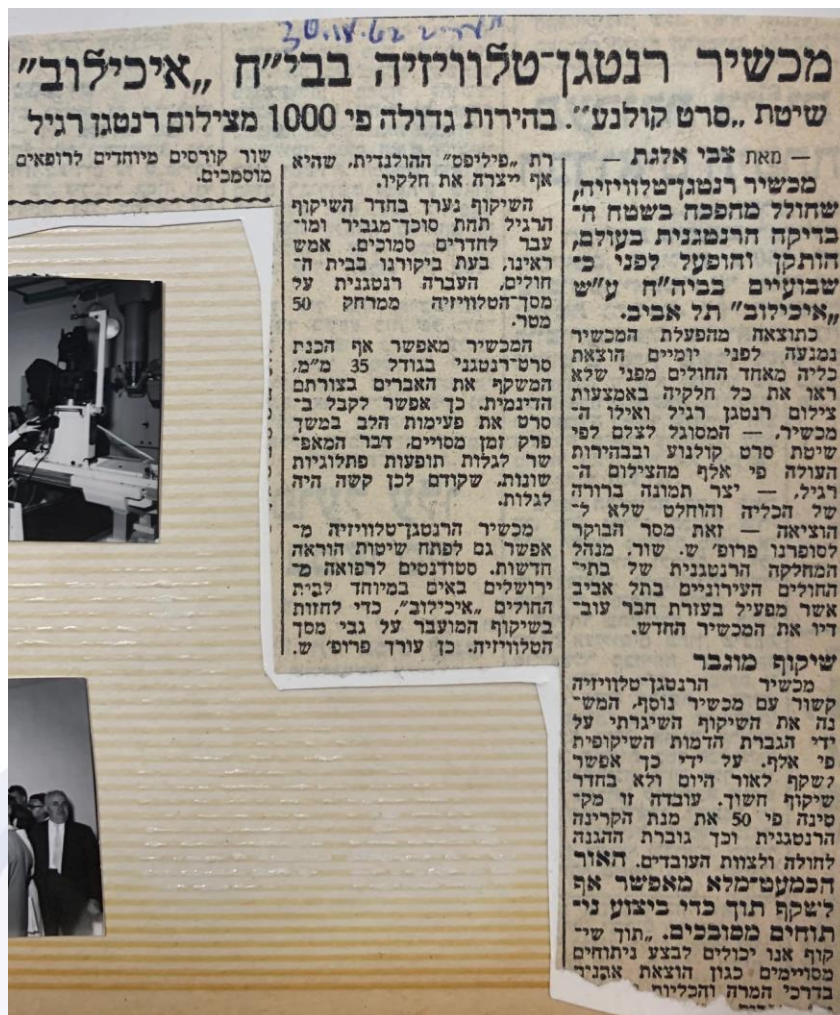 מכשיר רנטגן־טלוויזיה בבי״ח „איכילוב״
שיטת „סרט קולנע״. בהירות גדולה פי 1000 מצילום רנטגן רגיל
— מאת צבי אלגת —
מכשיר רנטגן־טלוויזיה,
שחולל מהפכה בשטח ה־
בדיקה הרנטגנית בעולם,
הותקן והופעל לפני כ־
שבועיים בביה״ח ע״ש
„איכילוב״ תל אביב.
כתוצאה מהפעלת המכשיר
נמנעה לפני יומיים הוצאת
כליה מאחד החולים מפני שלא
ראו את כל חלקיה באמצעות
צילום רנטגן רגיל ואילו ה־
מכשיר, — המסוגל לצלם לפי
שיטת סרט קולנוע ובבהירות
העולה פי אלף מהצילום ה־
רגיל, — יצר תמונה ברורה
של הכליה והוחלט שלא ל־
הוציאה — זאת מסר הבוקר
לסופרנו פרופ׳ ש. שור, מנהל
המחלקה הרנטגנית של בתי־
החולים העירוניים בתל אביב
אשר מפעיל בעזרת חבר עוב־
דיו את המכשיר החדש.
שיקוף מוגבר
מכשיר הרנטגן־טלוויזיה
קשור עם מכשיר נוסף, המש־
נה את השיקוף השיגרתי על
ידי הגברת הדמות השיקופית
פי אלף. על ידי כך אפשר
לשקף לאור היום ולא בחדר
שיקוף חשוך. עובדה זו מק־
טינה פי 50 את מנת הקרינה
הרנטגנית וכך גוברת ההגנה
לחולה ולצוות העובדים. האור
הכמעט־מלא מאפשר אף
לשקף תוך כדי ביצוע ני־
תוחים מסובכים. „תוך שי־
קוף אנו יכולים לבצע ניתוחים
מסויימים כגון הוצאת אבנים
בדרכי המרה והכליות
רת „פיליפס״ ההולנדית, שהיא
אף ייצרה את חלקיו.
השיקוף נערך בחדר השיקוף
הרגיל תחת סוכך־מגביר ומו־
עבר לחדרים סמוכים. אמש
ראינו, בעת ביקורנו בבית ה־
חולים, העברה רנטגנית על
מסך־הטלוויזיה ממרחק 50
מטר.
המכשיר מאפשר אף הכנת
סרט־רנטגני בגודל 35 מ״מ,
המשקף את האברים בצורתם
הדינמית. כך אפשר לקבל ב־
סרט את פעימות הלב במשך
פרק זמן מסויים, דבר המאפ־
שר לגלות תופעות פתלוגיות
שונות, שקודם לכן קשה היה
לגלות.
מכשיר הרנטגן־טלוויזיה מ־
אפשר גם לפתח שיטות הוראה
חדשות. סטודנטים לרפואה מ־
ירושלים באים במיוחד לבית
החולים „איכילוב״, כדי לחזות
בשיקוף המועבר על גבי מסך
הטלוויזיה. כן עורך פרופ׳ ש.
שור קורסים מיוחדים לרופאים
מוסמכים.